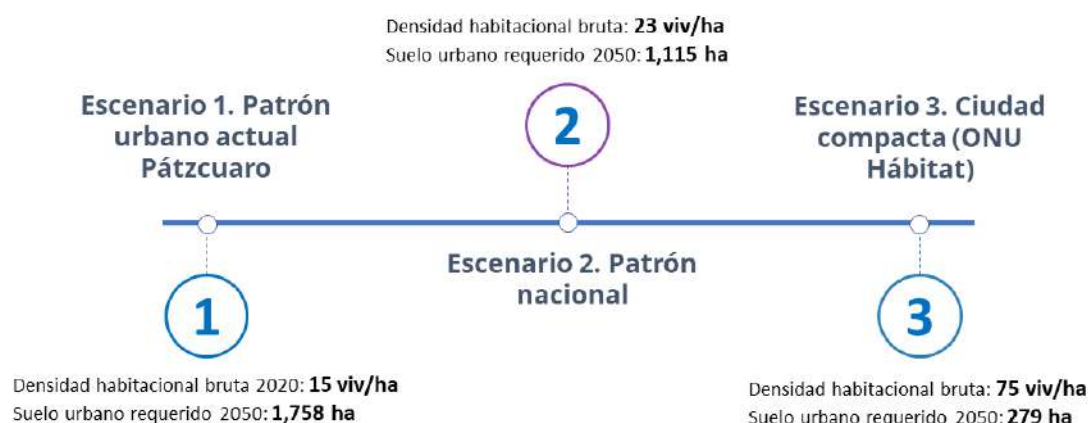 Densidad habitacional bruta: 23 viv/ha
Suelo urbano requerido 2050: 1,115 ha
Escenario 1. Patrón
urbano actual
Pátzcuaro
2
Escenario 3. Ciudad
compacta (ONU
Hábitat)
Escenario 2. Patrón
nacional
1
3
Densidad habitacional bruta 2020: 15 viv/ha
Suelo urbano requerido 2050: 1,758 ha
Densidad habitacional bruta: 75 viv/ha
Suelo urbano requerido 2050: 279 ha